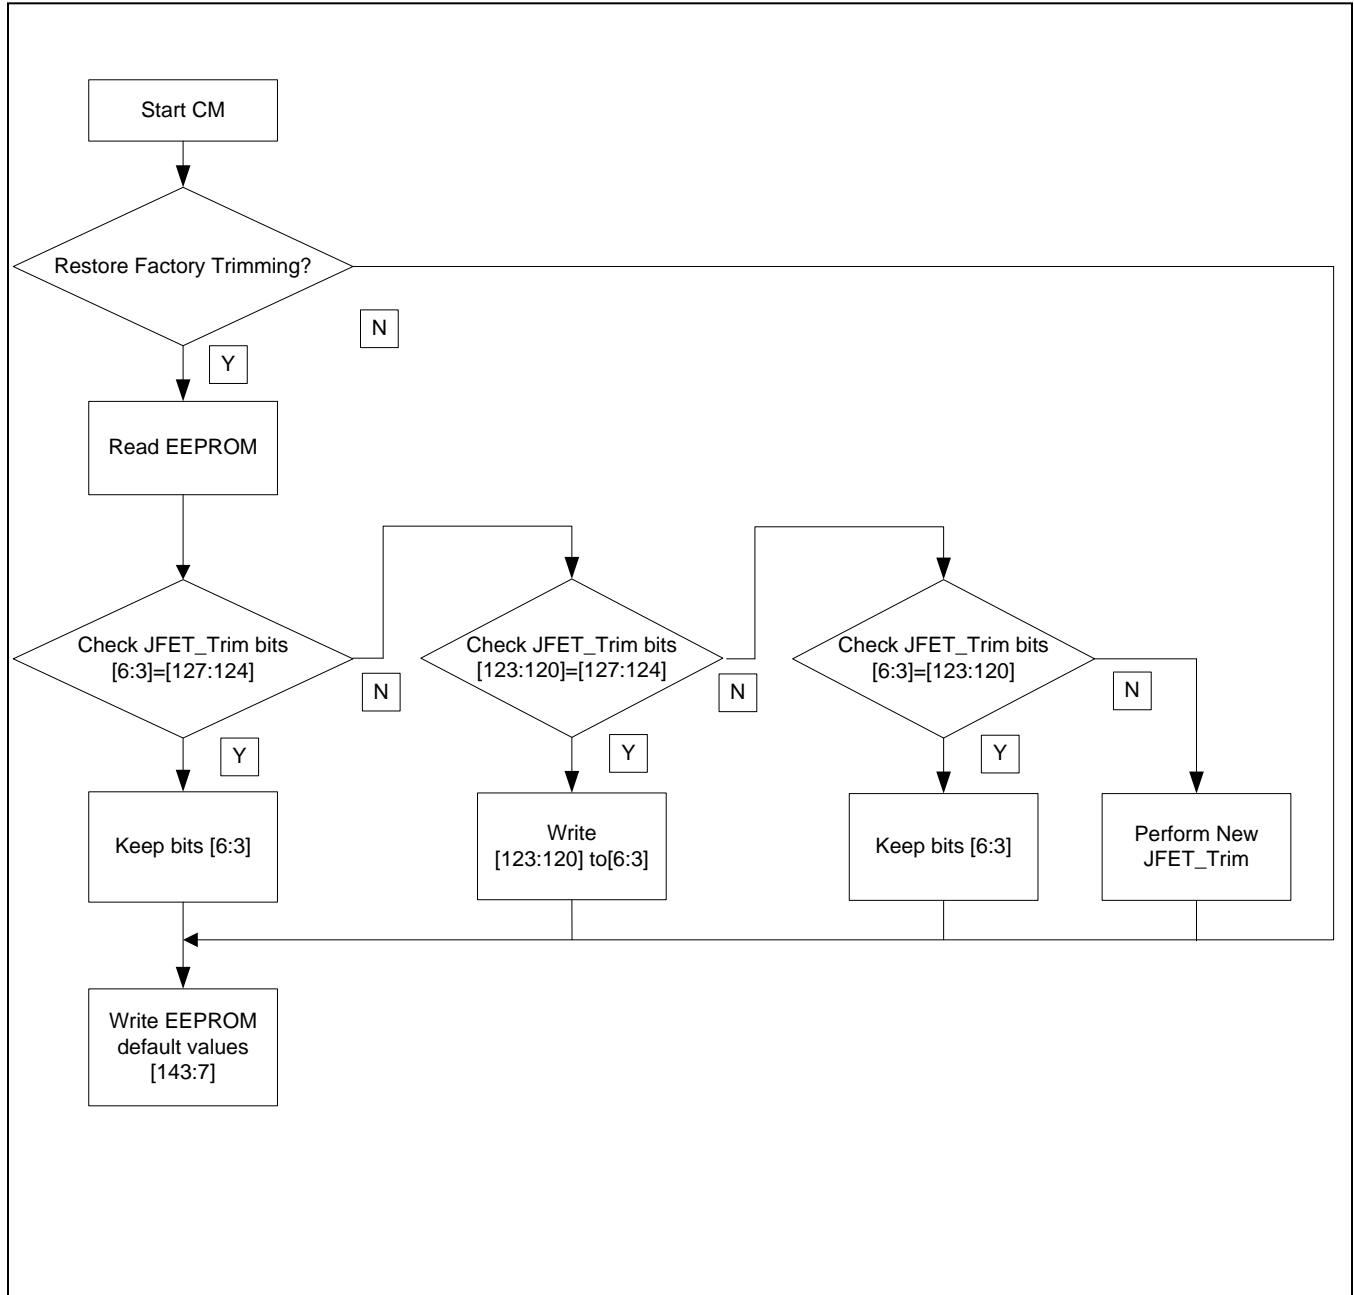 Start CM
Restore Factory Trimming?
N
Y
Read EEPROM
Check JFET_Trim bits
[6:3]=[127:124]
N
Y
Check JFET_Trim bits
[123:120]=[127:124]
N
Y
Check JFET_Trim bits
[6:3]=[123:120]
N
Y
Keep bits [6:3]
Write
[123:120] to[6:3]
Keep bits [6:3]
Perform New
JFET_Trim
Write EEPROM
default values
[143:7]